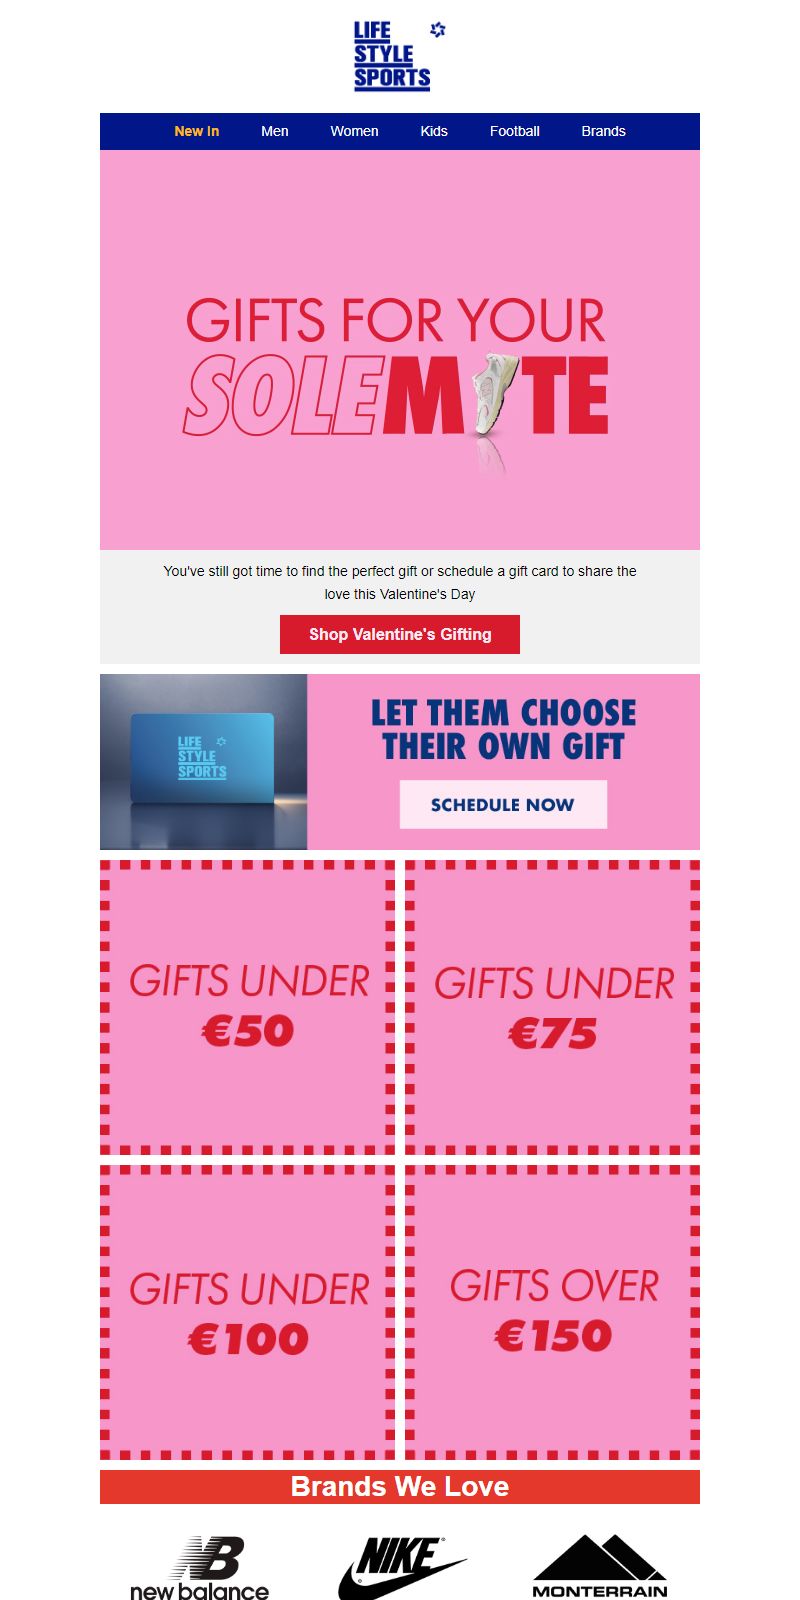 LIFE
STYLE
SPORTS
New In Men Women Kids Football Brands
GIFTS FOR YOUR
SOLEM TE
You've still got time to find the perfect gift or schedule a gift card to share the
love this Valentine's Day
Shop Valentine's Gifting
LIFE
STYLE
SPORTS
LET THEM CHOOSE
THEIR OWN GIFT
SCHEDULE NOW
GIFTS UNDER
€50
GIFTS UNDER
€75
GIFTS UNDER
€100
GIFTS OVER
€150
Brands We Love
NB
new balance
NIKE
MONTERRAIN